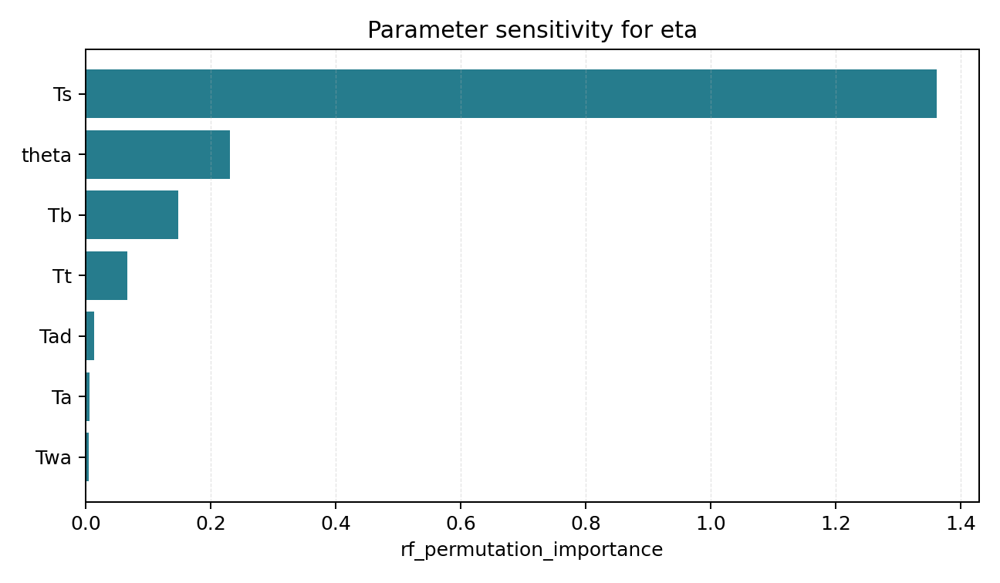 Parameter sensitivity for eta
Ts
theta
Tb
Tt
Tad
Ta
Twa
0.0 0.2 0.4 0.6 0.8 1.0 1.2 1.4
rf_permutation_importance